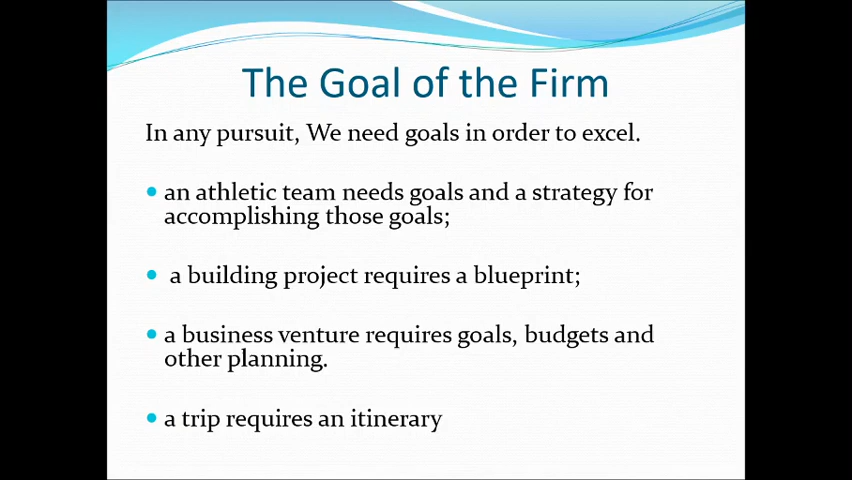 The Goal of the Firm
In any pursuit, We need goals in order to excel.
• an athletic team needs goals and a strategy for
accomplishing those goals;
• a building project requires a blueprint;
• a business venture requires goals, budgets and
other planning.
• a trip requires an itinerary